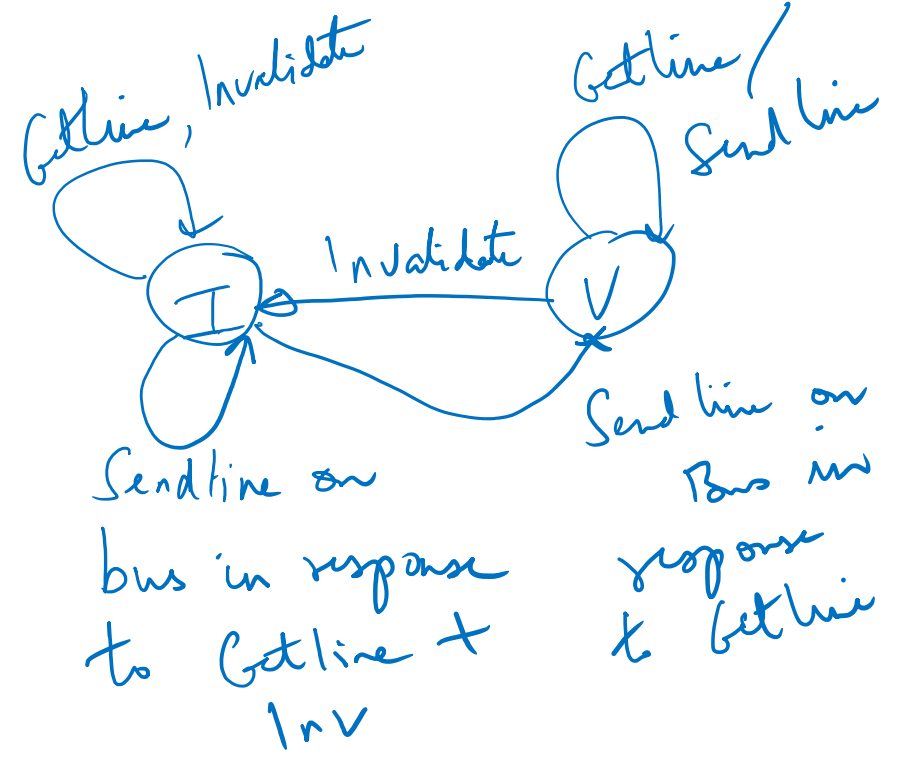 Getline, Invalidate
Getline/
Sendline
Invalidate
I
V
Sendline on
bus in response
to Getline +
Inv
Sendline on
Bus in
response
to Getline